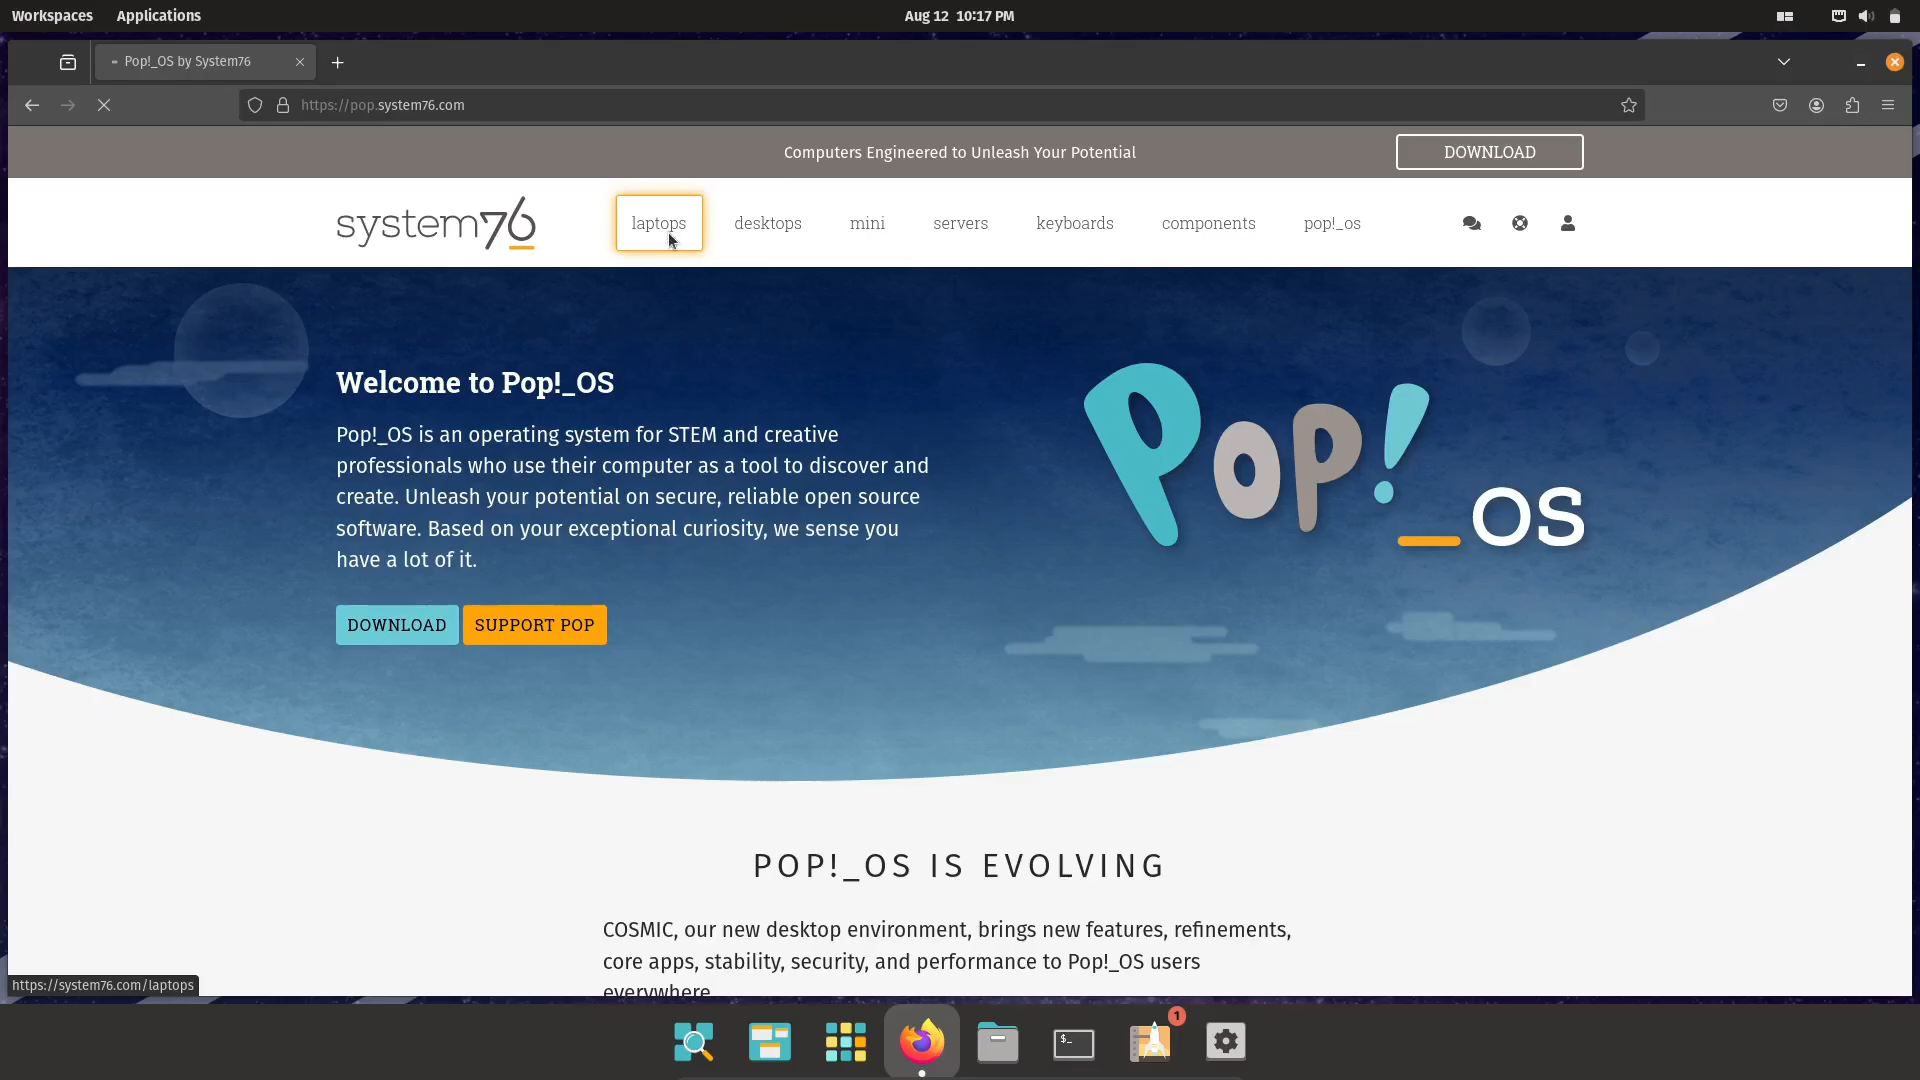 Workspaces Applications Aug 12 10:17 PM
Pop!_OS by System76
https://pop.system76.com
Computers Engineered to Unleash Your Potential DOWNLOAD
system76 laptops desktops mini servers keyboards components pop!_os
Welcome to Pop!_OS
Pop!_OS is an operating system for STEM and creative
professionals who use their computer as a tool to discover and
create. Unleash your potential on secure, reliable open source
software. Based on your exceptional curiosity, we sense you
have a lot of it.
Pop!_OS
DOWNLOAD SUPPORT POP
POP!_OS IS EVOLVING
COSMIC, our new desktop environment, brings new features, refinements,
core apps, stability, security, and performance to Pop!_OS users
everywhere.
https://system76.com/laptops
$_
1